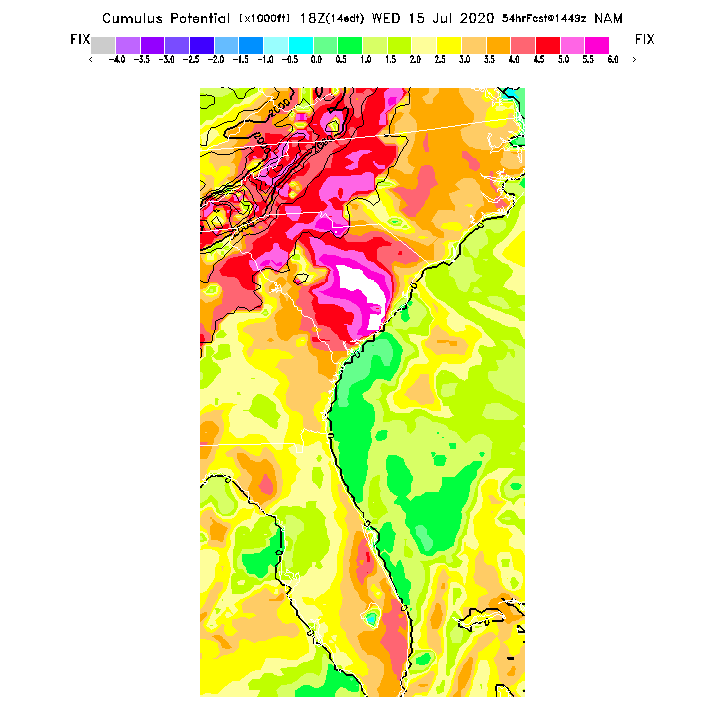 Cumulus Potential [x1000ft] 18Z(14edt) WED 15 Jul 2020 54hrFcst@1449z NAM
FIX FIX
< -4.0 -3.5 -3.0 -2.5 -2.0 -1.5 -1.0 -0.5 0.0 0.5 1.0 1.5 2.0 2.5 3.0 3.5 4.0 4.5 5.0 5.5 6.0 >
2000